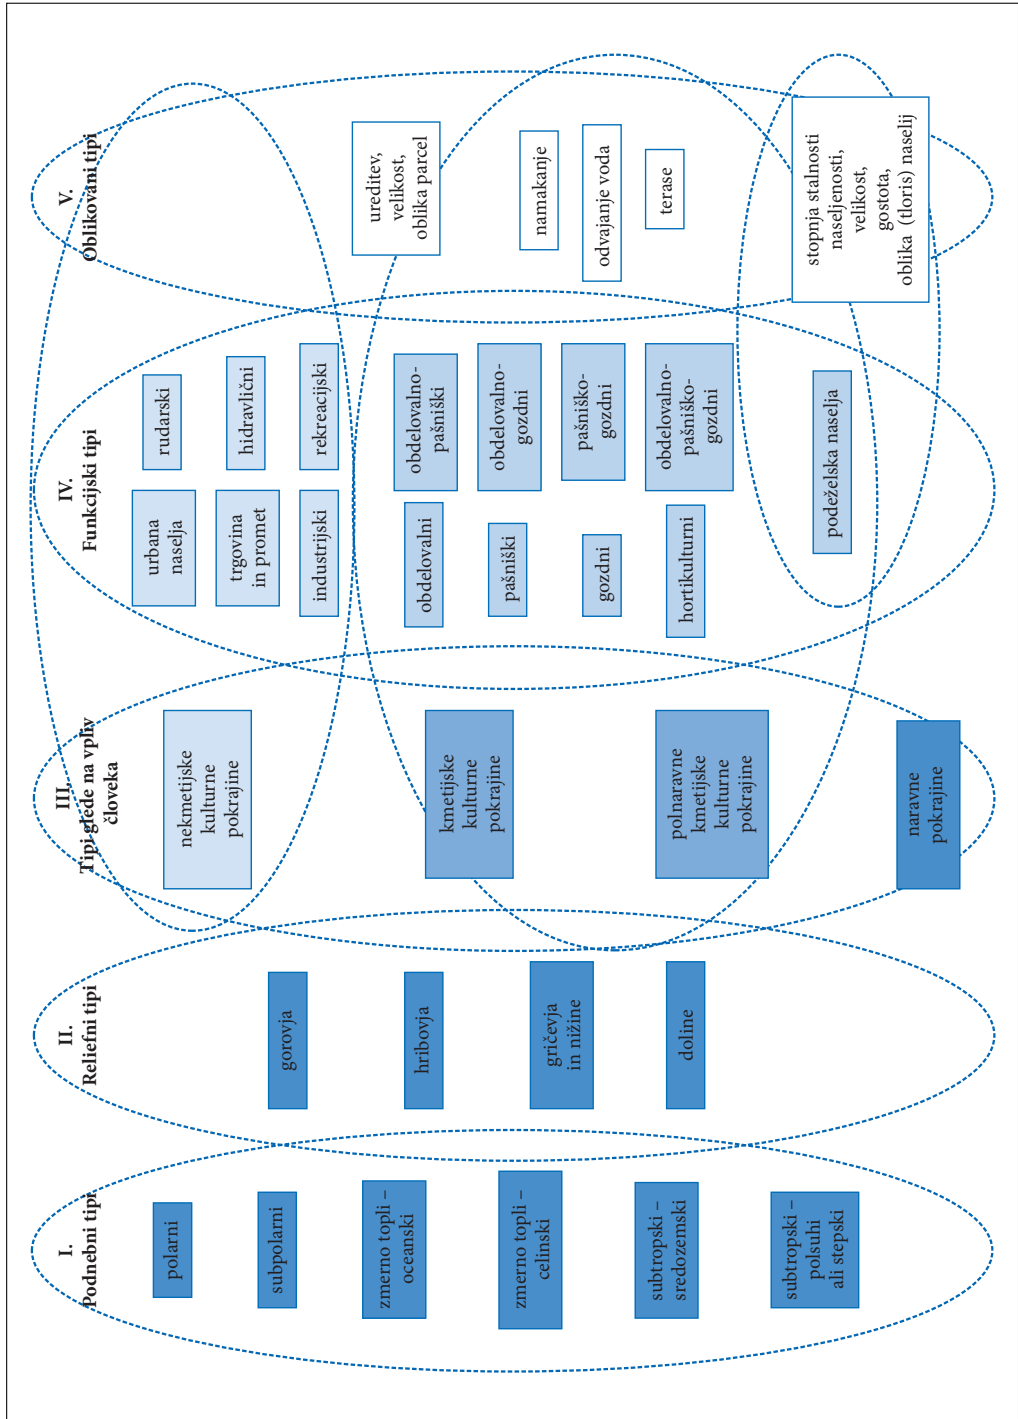 I.
Podnebni tipi
polarni
subpolarni
zmerno topli –
oceanski
zmerno topli –
celinski
subtropski –
sredozemski
subtropski –
polsuhi
ali stepski
II.
Reliefni tipi
gorovja
hribovja
gričevja
in nižine
doline
III.
Tipi glede na vpliv
človeka
nekmetijske
kulturne
pokrajine
kmetijske
kulturne
pokrajine
polnaravne
kmetijske
kulturne
pokrajine
naravne
pokrajine
IV.
Funkcijski tipi
urbana
naselja
rudarski
trgovina
in promet
hidravlični
industrijski
rekreacijski
obdelovalni
obdelovalno-
pašniški
pašniški
obdelovalno-
gozdni
gozdni
pašniško-
gozdni
hortikulturni
obdelovalno-
pašniško-
gozdni
podeželska naselja
V.
Oblikovani tipi
ureditev,
velikost,
oblika parcel
namakanje
odvajanje voda
terase
stopnja stalnosti
naseljenosti,
velikost,
gostota,
oblika (tloris) naselij